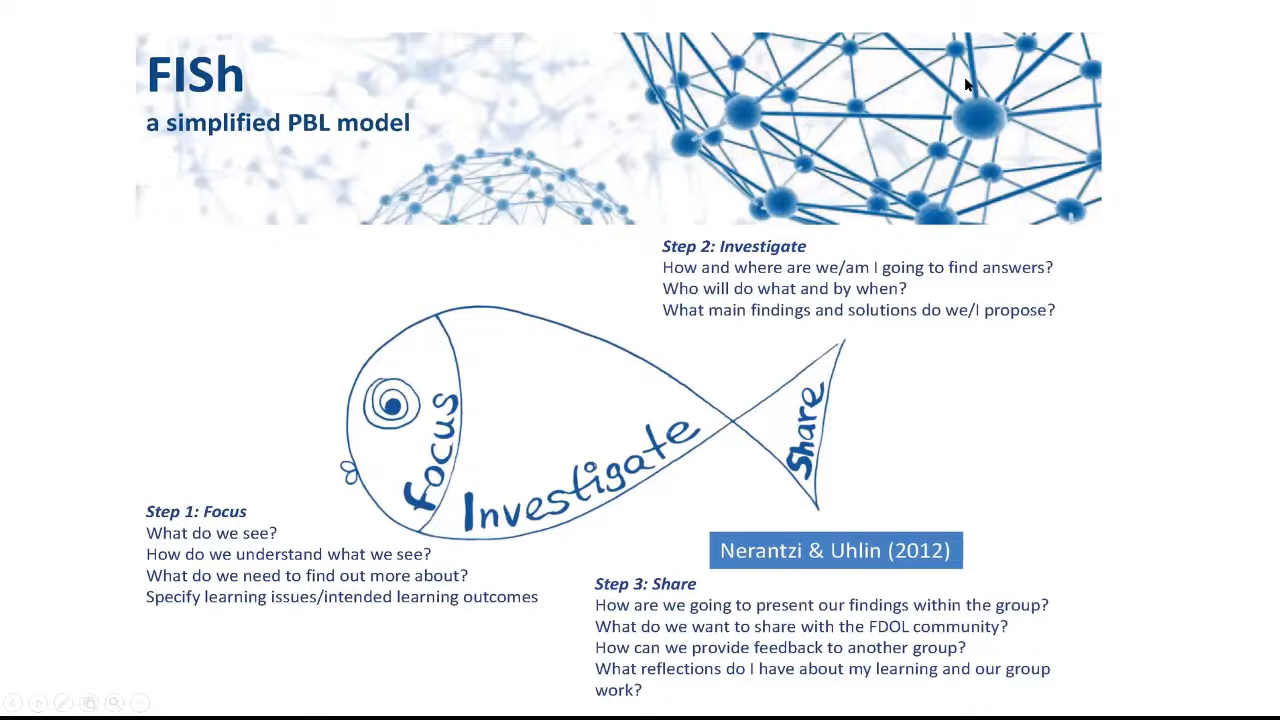 FISh
a simplified PBL model
Step 2: Investigate
How and where are we/am I going to find answers?
Who will do what and by when?
What main findings and solutions do we/I propose?
focus
Investigate
Share
Step 1: Focus
What do we see?
How do we understand what we see?
What do we need to find out more about?
Specify learning issues/intended learning outcomes
Nerantzi & Uhlin (2012)
Step 3: Share
How are we going to present our findings within the group?
What do we want to share with the FDOL community?
How can we provide feedback to another group?
What reflections do I have about my learning and our group
work?